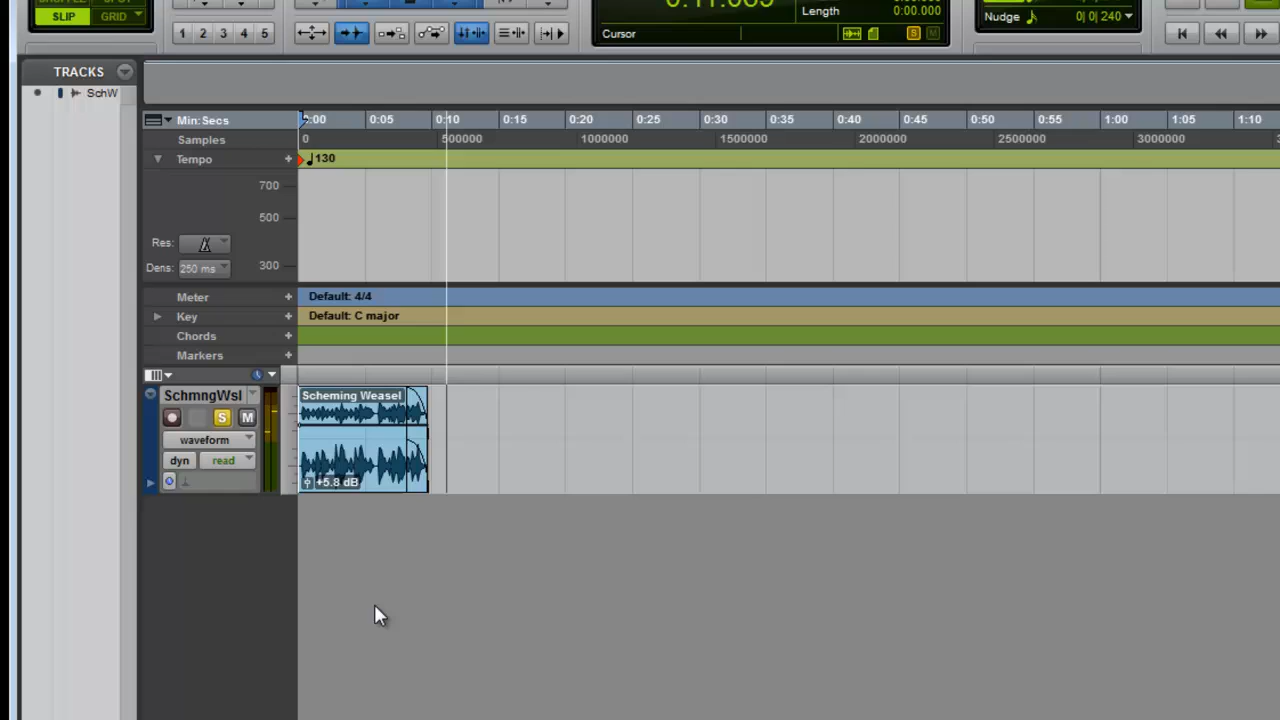 SLIP GRID
1 2 3 4 5
Length
Cursor
S M
Nudge 0| 0| 240
TRACKS
SchW
Min:Secs 0:00 0:05 0:10 0:15 0:20 0:25 0:30 0:35 0:40 0:45 0:50 0:55 1:00 1:05 1:10
Samples 0 500000 1000000 1500000 2000000 2500000 3000000
Tempo + 130
700
500
Res:
Dens: 250 ms
300
Meter + Default: 4/4
Key + Default: C major
Chords +
Markers +
SchmngWsl
Scheming Weasel
S M
waveform
dyn read
+5.8 dB